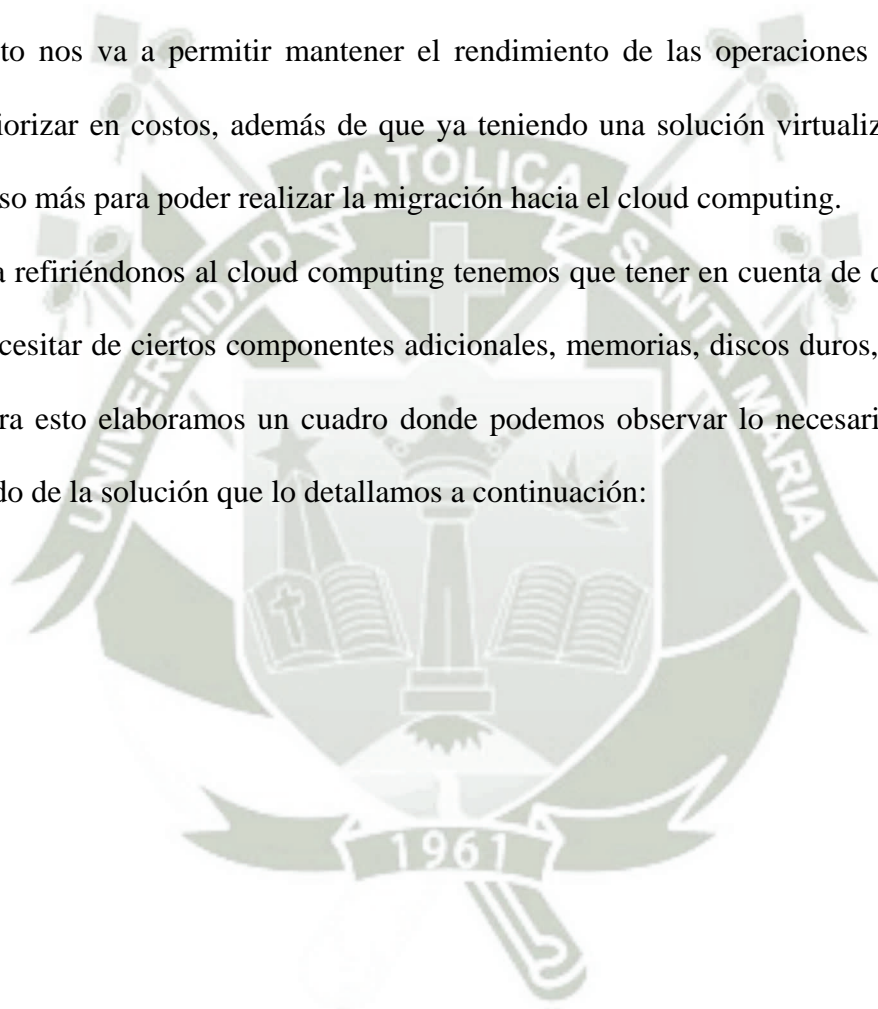 to nos va a permitir mantener el rendimiento de las operaciones
iorizar en costos, además de que ya teniendo una solución virtualiz
so más para poder realizar la migración hacia el cloud computing.
a refiriéndonos al cloud computing tenemos que tener en cuenta de
cesitar de ciertos componentes adicionales, memorias, discos duros,
ra esto elaboramos un cuadro donde podemos observar lo necesari
do de la solución que lo detallamos a continuación:
UNIVERSIDAD CATOLICA SANTA MARIA
1961